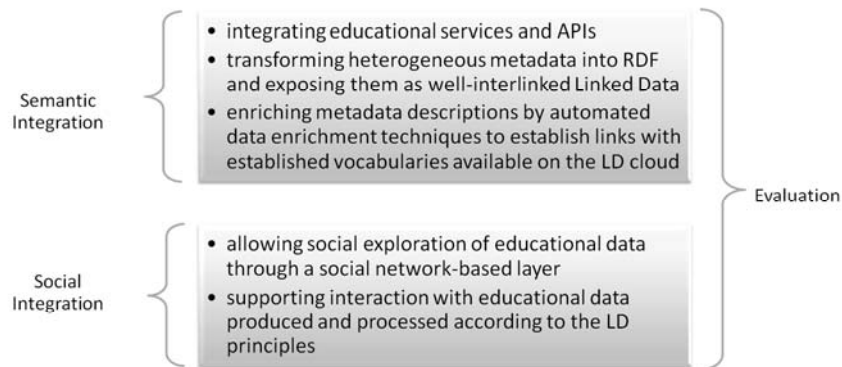 Semantic
Integration
• integrating educational services and APIs
• transforming heterogeneous metadata into RDF
and exposing them as well-interlinked Linked Data
• enriching metadata descriptions by automated
data enrichment techniques to establish links with
established vocabularies available on the LD cloud
Social
Integration
• allowing social exploration of educational data
through a social network-based layer
• supporting interaction with educational data
produced and processed according to the LD
principles
Evaluation